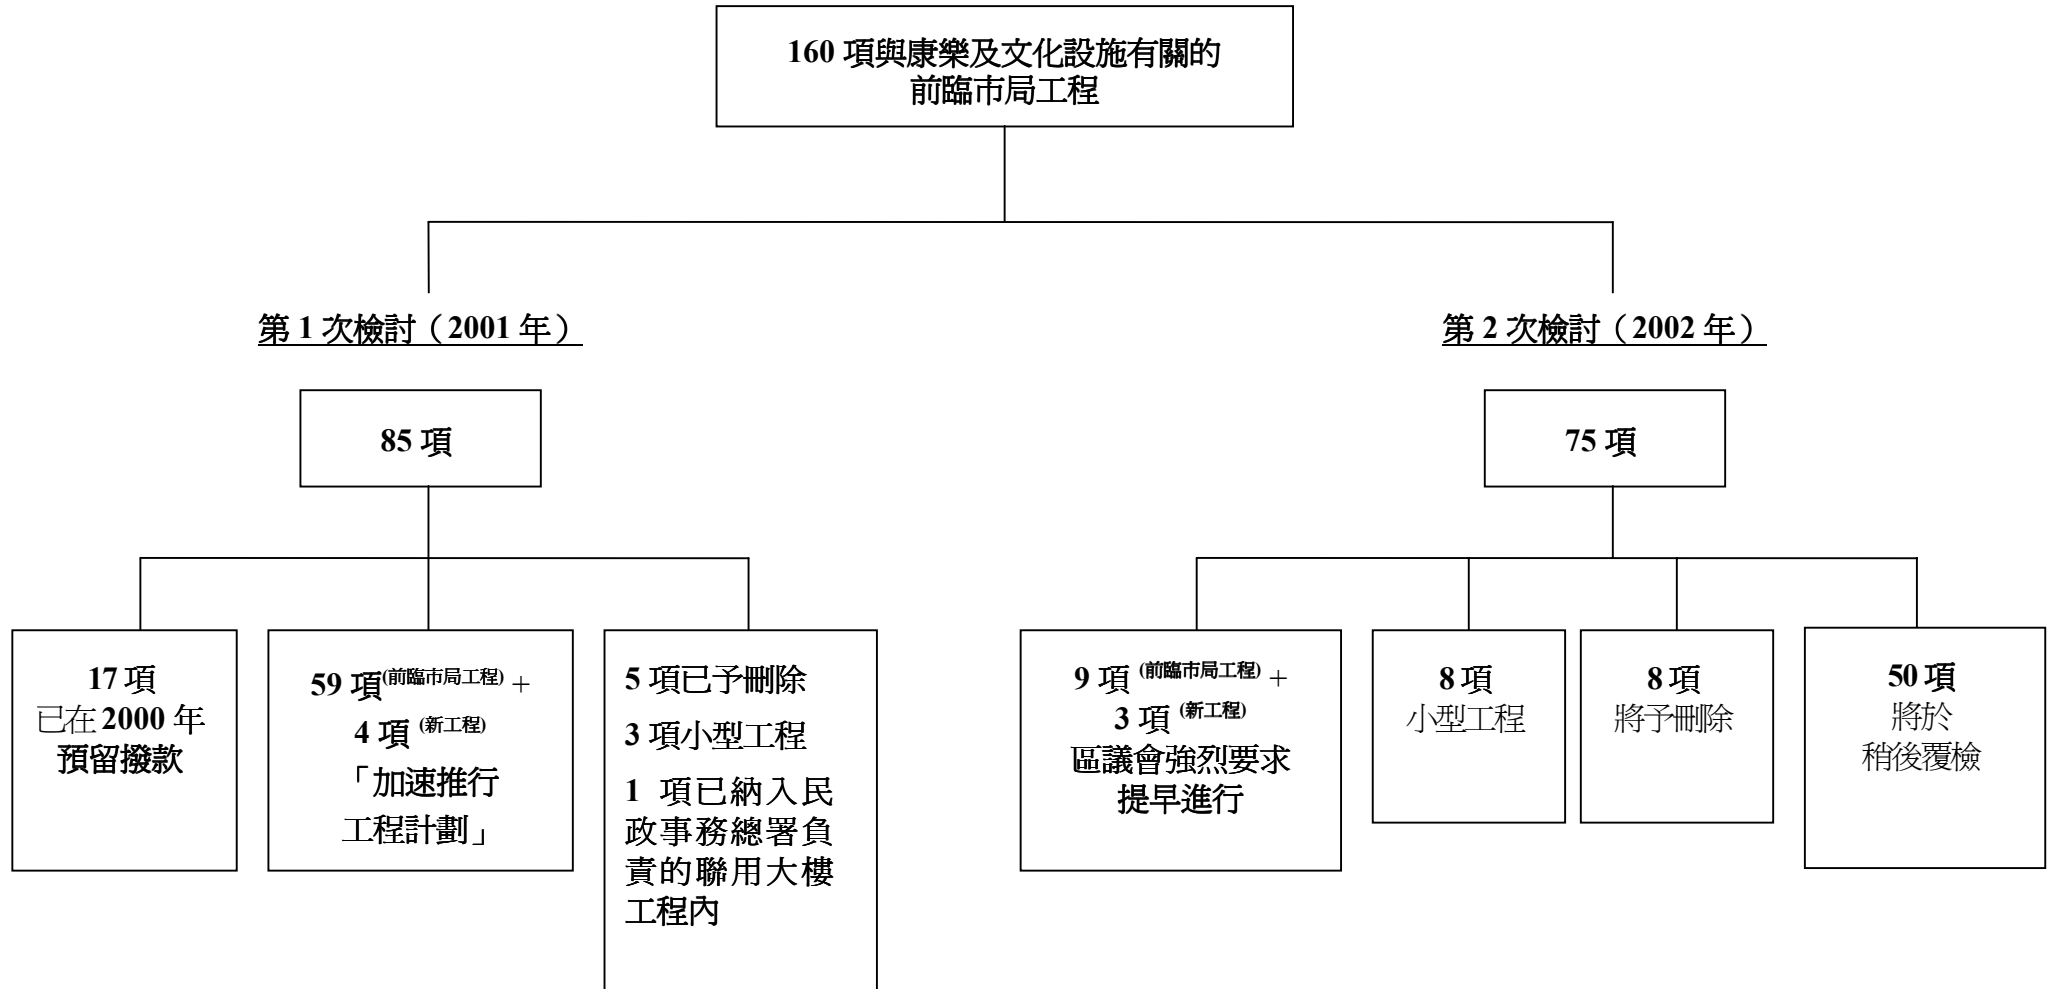 160 項與康樂及文化設施有關的
前臨市局工程
第 1 次檢討（2001 年）
第 2 次檢討（2002 年）
85 項
75 項
17 項
已在 2000 年
預留撥款
59 項(前臨市局工程) +
4 項 (新工程)
「加速推行
工程計劃」
5 項已予刪除
3 項小型工程
1 項已納入民
政事務總署負
責的聯用大樓
工程內
9 項 (前臨市局工程) +
3 項 (新工程)
區議會強烈要求
提早進行
8 項
小型工程
8 項
將予刪除
50 項
將於
稍後覆檢